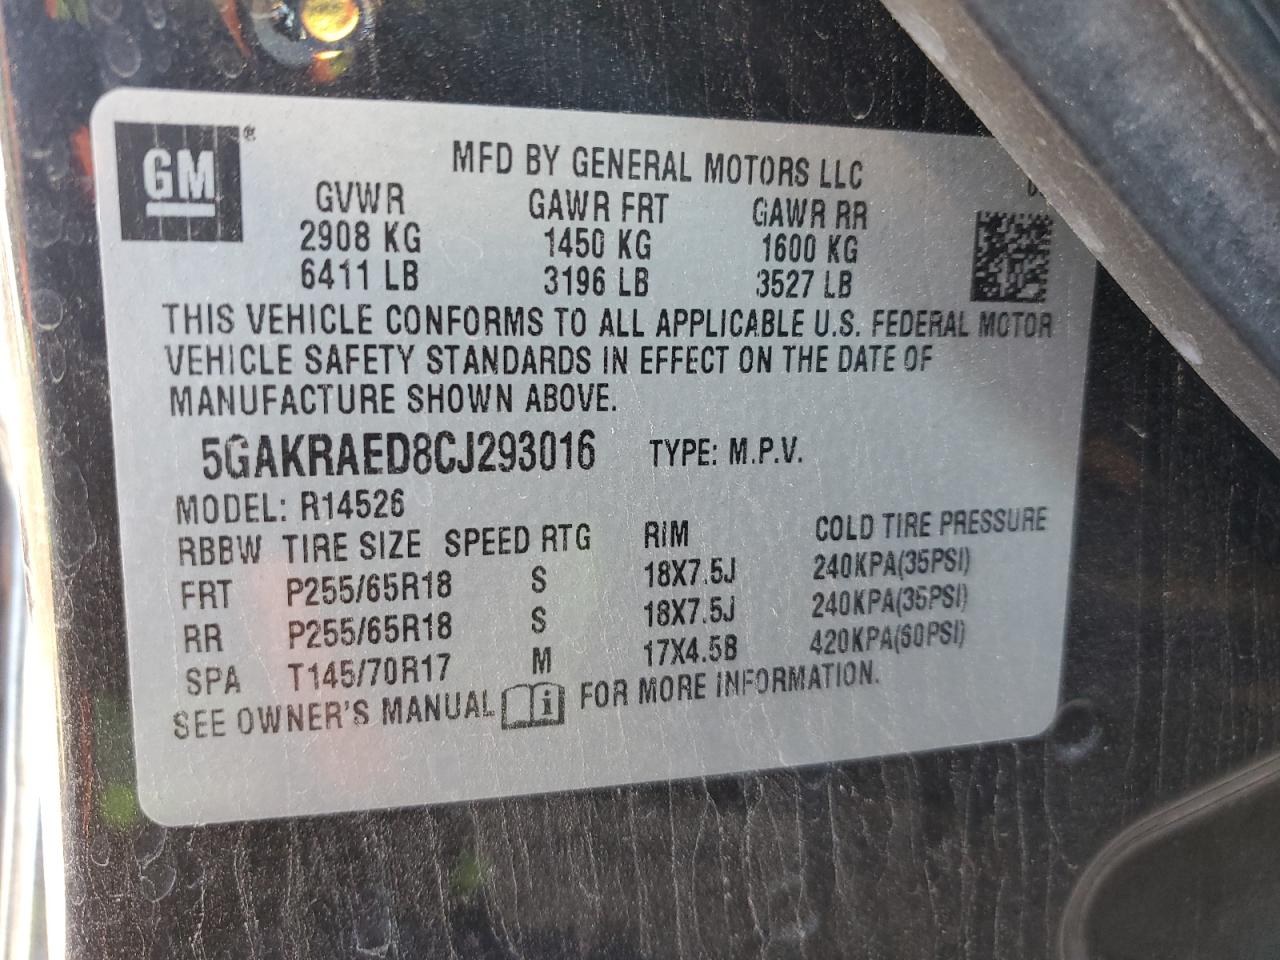 GM®
MFD BY GENERAL MOTORS LLC
GVWR GAWR FRT GAWR RR
2908 KG 1450 KG 1600 KG
6411 LB 3196 LB 3527 LB
THIS VEHICLE CONFORMS TO ALL APPLICABLE U.S. FEDERAL MOTOR
VEHICLE SAFETY STANDARDS IN EFFECT ON THE DATE OF
MANUFACTURE SHOWN ABOVE.
5GAKRAED8CJ293016 TYPE: M.P.V.
MODEL: R14526
RBBW TIRE SIZE SPEED RTG RIM COLD TIRE PRESSURE
FRT P255/65R18 S 18X7.5J 240KPA(35PSI)
RR P255/65R18 S 18X7.5J 240KPA(35PSI)
SPA T145/70R17 M 17X4.5B 420KPA(60PSI)
SEE OWNER'S MANUAL i FOR MORE INFORMATION.